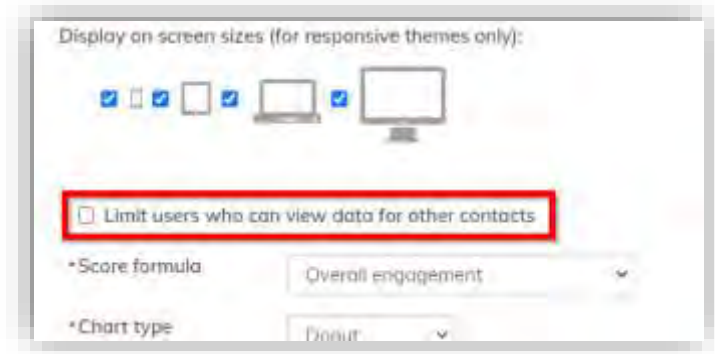 Display on screen sizes (for responsive themes only):
Limit users who can view data for other contacts
*Score formula
Overall engagement
*Chart type
Donut